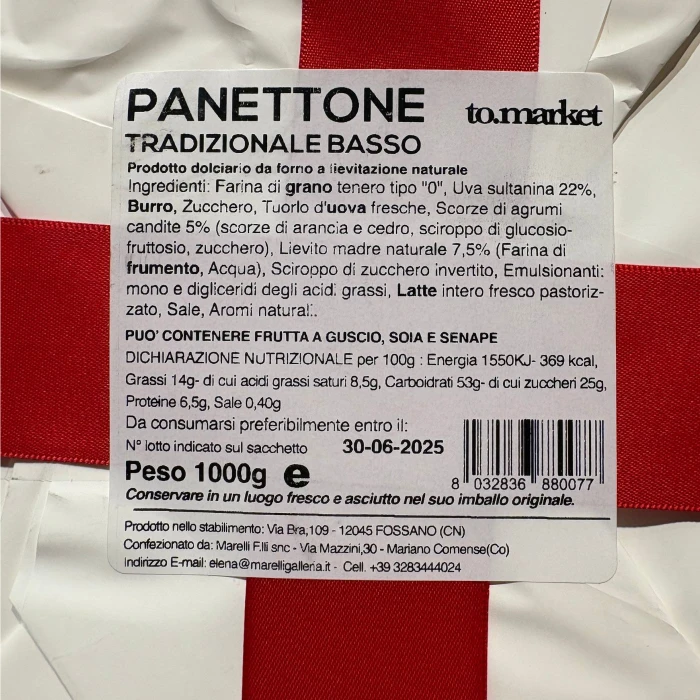 PANETTONE to.market
TRADIZIONALE BASSO
Prodotto dolciario da forno a lievitazione naturale
Ingredienti: Farina di grano tenero tipo "0", Uva sultanina 22%,
Burro, Zucchero, Tuorlo d'uova fresche, Scorze di agrumi
candite 5% (scorze di arancia e cedro, sciroppo di glucosio-
fruttosio, zucchero), Lievito madre naturale 7,5% (Farina di
frumento, Acqua), Sciroppo di zucchero invertito, Emulsionanti:
mono e digliceridi degli acidi grassi, Latte intero fresco pastoriz-
zato, Sale, Aromi naturali.
PUO' CONTENERE FRUTTA A GUSCIO, SOIA E SENAPE
DICHIARAZIONE NUTRIZIONALE per 100g : Energia 1550KJ- 369 kcal,
Grassi 14g- di cui acidi grassi saturi 8,5g, Carboidrati 53g- di cui zuccheri 25g,
Proteine 6,5g, Sale 0,40g
Da consumarsi preferibilmente entro il:
N° lotto indicato sul sacchetto 30-06-2025
Peso 1000g e
8 032836 880077
Conservare in un luogo fresco e asciutto nel suo imballo originale.
Prodotto nello stabilimento: Via Bra,109 - 12045 FOSSANO (CN)
Confezionato da: Marelli F.lli snc - Via Mazzini,30 - Mariano Comense(Co)
Indirizzo E-mail: elena@marelligalleria.it - Cell. +39 3283444024